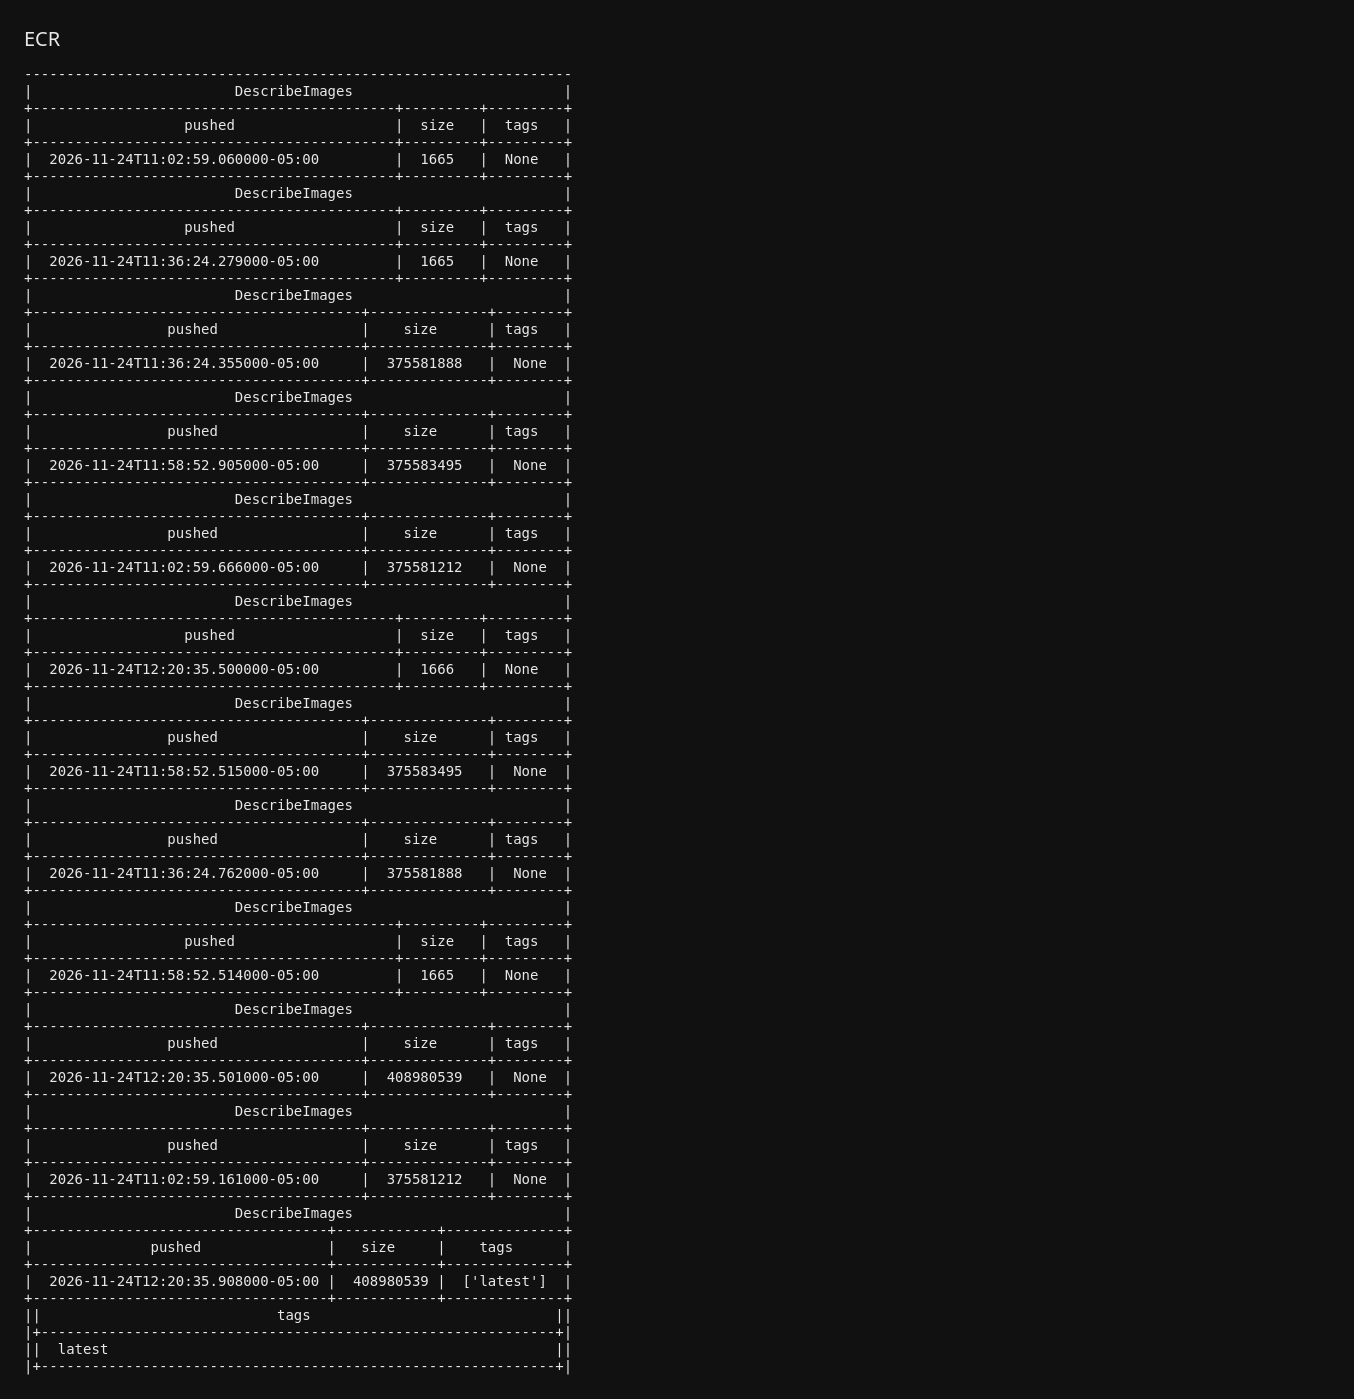 ECR
-----------------------------------------------------------------
|                        DescribeImages                         |
+-------------------------------------------+---------+---------+
|                  pushed                   |  size   |  tags   |
+-------------------------------------------+---------+---------+
|  2026-11-24T11:02:59.060000-05:00         |  1665   |  None   |
+-------------------------------------------+---------+---------+
|                        DescribeImages                         |
+-------------------------------------------+---------+---------+
|                  pushed                   |  size   |  tags   |
+-------------------------------------------+---------+---------+
|  2026-11-24T11:36:24.279000-05:00         |  1665   |  None   |
+-------------------------------------------+---------+---------+
|                        DescribeImages                         |
+---------------------------------------+--------------+--------+
|                pushed                 |    size      | tags   |
+---------------------------------------+--------------+--------+
|  2026-11-24T11:36:24.355000-05:00     |  375581888   |  None  |
+---------------------------------------+--------------+--------+
|                        DescribeImages                         |
+---------------------------------------+--------------+--------+
|                pushed                 |    size      | tags   |
+---------------------------------------+--------------+--------+
|  2026-11-24T11:58:52.905000-05:00     |  375583495   |  None  |
+---------------------------------------+--------------+--------+
|                        DescribeImages                         |
+---------------------------------------+--------------+--------+
|                pushed                 |    size      | tags   |
+---------------------------------------+--------------+--------+
|  2026-11-24T11:02:59.666000-05:00     |  375581212   |  None  |
+---------------------------------------+--------------+--------+
|                        DescribeImages                         |
+-------------------------------------------+---------+---------+
|                  pushed                   |  size   |  tags   |
+-------------------------------------------+---------+---------+
|  2026-11-24T12:20:35.500000-05:00         |  1666   |  None   |
+-------------------------------------------+---------+---------+
|                        DescribeImages                         |
+---------------------------------------+--------------+--------+
|                pushed                 |    size      | tags   |
+---------------------------------------+--------------+--------+
|  2026-11-24T11:58:52.515000-05:00     |  375583495   |  None  |
+---------------------------------------+--------------+--------+
|                        DescribeImages                         |
+---------------------------------------+--------------+--------+
|                pushed                 |    size      | tags   |
+---------------------------------------+--------------+--------+
|  2026-11-24T11:36:24.762000-05:00     |  375581888   |  None  |
+---------------------------------------+--------------+--------+
|                        DescribeImages                         |
+-------------------------------------------+---------+---------+
|                  pushed                   |  size   |  tags   |
+-------------------------------------------+---------+---------+
|  2026-11-24T11:58:52.514000-05:00         |  1665   |  None   |
+-------------------------------------------+---------+---------+
|                        DescribeImages                         |
+---------------------------------------+--------------+--------+
|                pushed                 |    size      | tags   |
+---------------------------------------+--------------+--------+
|  2026-11-24T12:20:35.501000-05:00     |  408980539   |  None  |
+---------------------------------------+--------------+--------+
|                        DescribeImages                         |
+---------------------------------------+--------------+--------+
|                pushed                 |    size      | tags   |
+---------------------------------------+--------------+--------+
|  2026-11-24T11:02:59.161000-05:00     |  375581212   |  None  |
+---------------------------------------+--------------+--------+
|                        DescribeImages                         |
+-----------------------------------+------------+--------------+
|              pushed               |   size     |    tags      |
+-----------------------------------+------------+--------------+
|  2026-11-24T12:20:35.908000-05:00 |  408980539 |  ['latest']  |
+-----------------------------------+------------+--------------+
||                            tags                             ||
|+-------------------------------------------------------------+|
||  latest                                                     ||
|+-------------------------------------------------------------+|